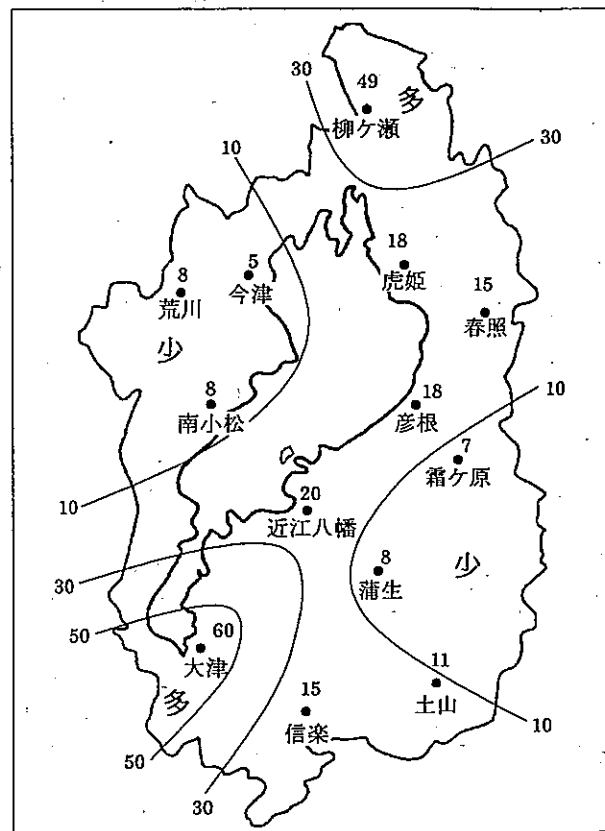 30
49
多
柳ケ瀬
30
10
8
荒川
5
今津
18
虎姫
15
春照
少
8
南小松
18
彦根
10
7
霜ケ原
10
20
近江八幡
30
8
蒲生
少
50
60
大津
多
15
信楽
11
土山
10
50
30